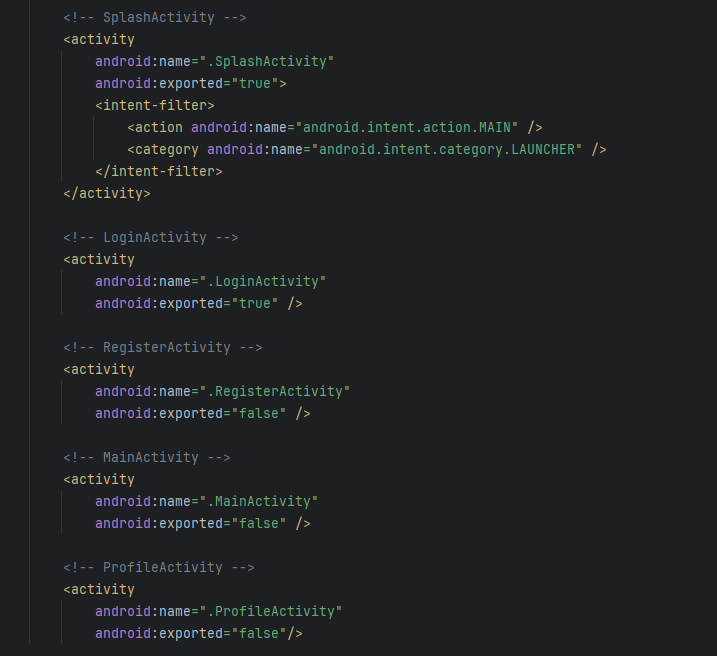 <!-- SplashActivity -->
<activity
android:name=".SplashActivity"
android:exported="true">
<intent-filter>
<action android:name="android.intent.action.MAIN" />
<category android:name="android.intent.category.LAUNCHER" />
</intent-filter>
</activity>
<!-- LoginActivity -->
<activity
android:name=".LoginActivity"
android:exported="true" />
<!-- RegisterActivity -->
<activity
android:name=".RegisterActivity"
android:exported="false" />
<!-- MainActivity -->
<activity
android:name=".MainActivity"
android:exported="false" />
<!-- ProfileActivity -->
<activity
android:name=".ProfileActivity"
android:exported="false"/>